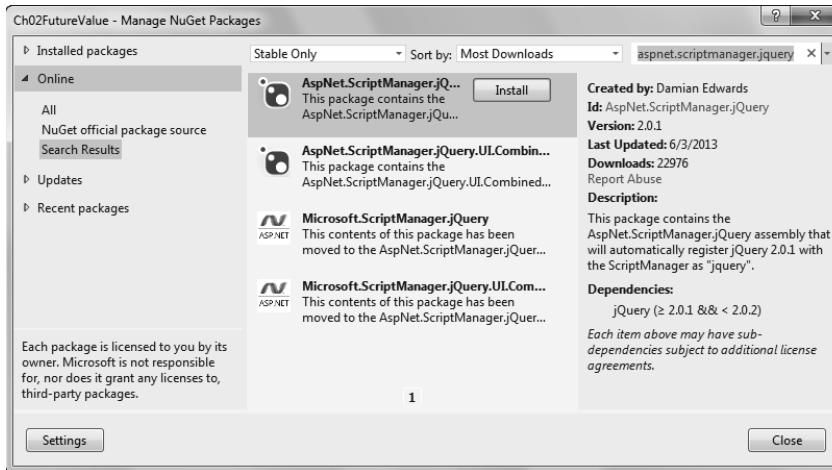 Ch02FutureValue - Manage NuGet Packages
Installed packages
Online
All
NuGet official package source
Search Results
Updates
Recent packages
Each package is licensed to you by its
owner. Microsoft is not responsible
for, nor does it grant any licenses to,
third-party packages.
Stable Only
Sort by: Most Downloads
aspnet.scriptmanager.jquery
AspNet.ScriptManager.jQ...
Install
This package contains the
AspNet.ScriptManager.jQu...
AspNet.ScriptManager.jQuery.UI.Combin...
This package contains the
AspNet.ScriptManager.jQuery.UI.Combined...
ASP.NET
Microsoft.ScriptManager.jQuery
This contents of this package has been
moved to the AspNet.ScriptManager.jQuer...
ASP.NET
Microsoft.ScriptManager.jQuery.UI.Com...
This contents of this package has been
moved to the AspNet.ScriptManager.jQuer...
1
Created by: Damian Edwards
Id: AspNet.ScriptManager.jQuery
Version: 2.0.1
Last Updated: 6/3/2013
Downloads: 22976
Report Abuse
Description:
This package contains the
AspNet.ScriptManager.jQuery assembly that
will automatically register jQuery 2.0.1 with
the ScriptManager as "jquery".
Dependencies:
jQuery (≥ 2.0.1 && < 2.0.2)
Each item above may have sub-
dependencies subject to additional license
agreements.
Settings
Close